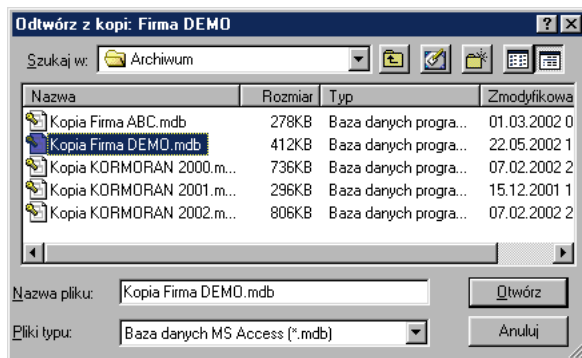 Odtwórz z kopi: Firma DEMO
Szukaj w: Archiwum
Nazwa Rozmiar Typ Zmodyfikowa
Kopia Firma ABC.mdb 278KB Baza danych progra... 01.03.2002 0
Kopia Firma DEMO.mdb 412KB Baza danych progra... 22.05.2002 1
Kopia KORMORAN 2000.m... 736KB Baza danych progra... 07.02.2002 2
Kopia KORMORAN 2001.m... 296KB Baza danych progra... 15.12.2001 1
Kopia KORMORAN 2002.m... 806KB Baza danych progra... 07.02.2002 2
Nazwa pliku: Kopia Firma DEMO.mdb Otwórz
Pliki typu: Baza danych MS Access (*.mdb) Anuluj